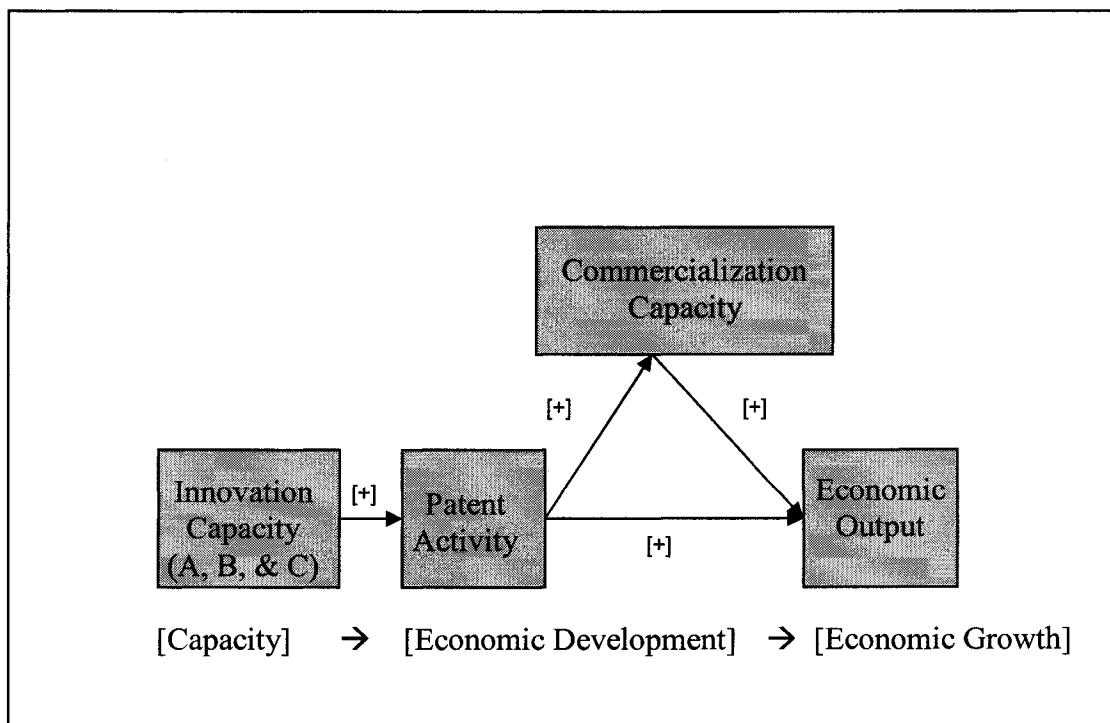 Commercialization
Capacity
[+]
[+]
Innovation
Capacity
(A, B, & C)
[+]
Patent
Activity
[+]
Economic
Output
[Capacity] → [Economic Development] → [Economic Growth]